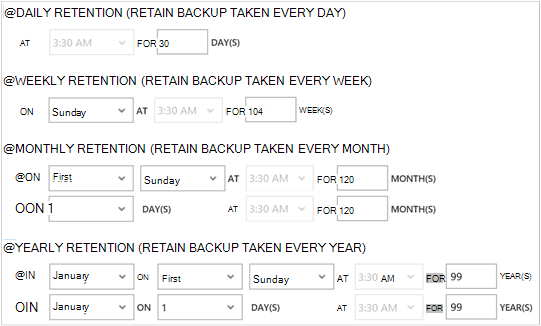 @DAILY RETENTION (RETAIN BACKUP TAKEN EVERY DAY)
AT 3:30 AM FOR 30 DAY(S)
@WEEKLY RETENTION (RETAIN BACKUP TAKEN EVERY WEEK)
ON Sunday AT 3:30 AM FOR 104 WEEK(S)
@MONTHLY RETENTION (RETAIN BACKUP TAKEN EVERY MONTH)
@ON First Sunday AT 3:30 AM FOR 120 MONTH(S)
OON 1 DAY(S) AT 3:30 AM FOR 120 MONTH(S)
@YEARLY RETENTION (RETAIN BACKUP TAKEN EVERY YEAR)
@IN January ON First Sunday AT 3:30 AM FOR 99 YEAR(S)
OIN January ON 1 DAY(S) AT 3:30 AM FOR 99 YEAR(S)